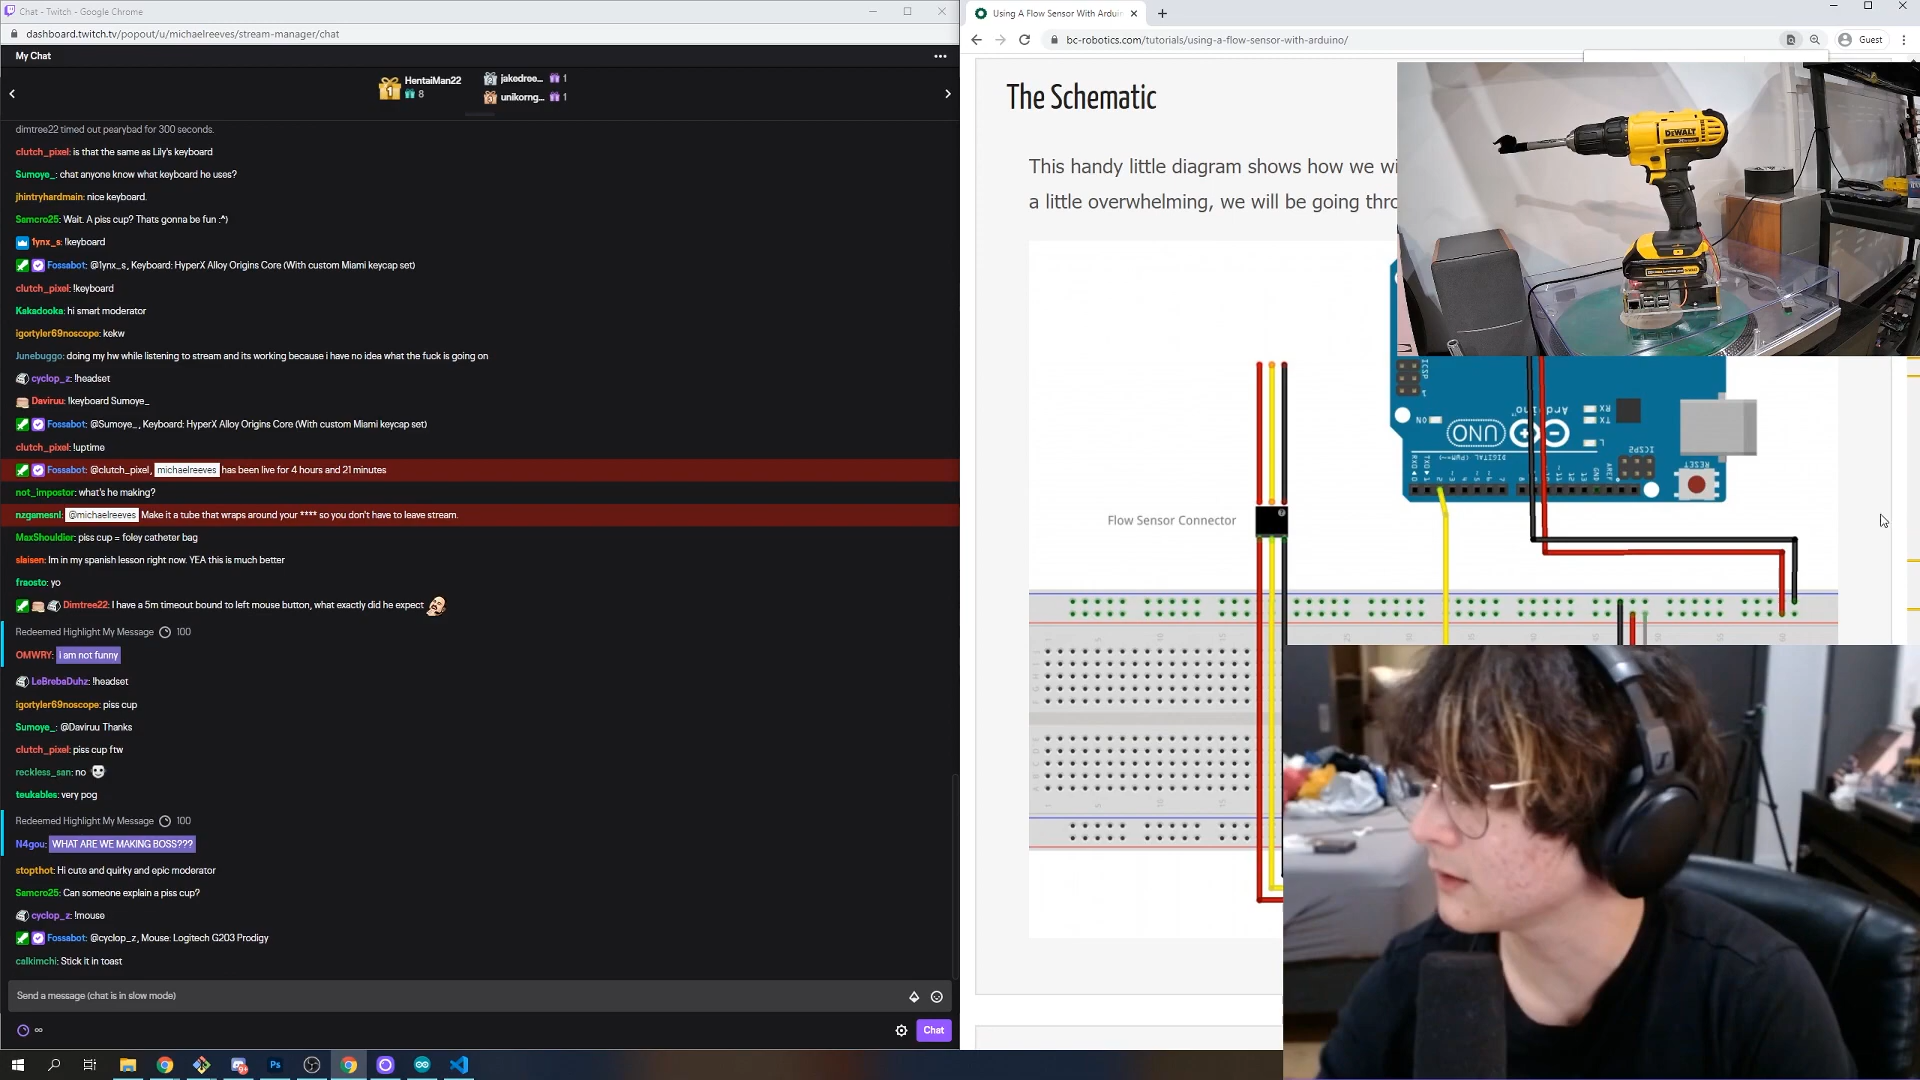 Chat - Twitch - Google Chrome
dashboard.twitch.tv/popout/u/michaelreeves/stream-manager/chat
My Chat
HentaiMan22
8
jakedree... 1
unikorng... 1
dimtree22 timed out pearybad for 300 seconds.
clutch_pixel: is that the same as Lily's keyboard
Sumoye_: chat anyone know what keyboard he uses?
jhintryhardmain: nice keyboard.
Samcro25: Wait. A piss cup? Thats gonna be fun :^)
1ynx_s: !keyboard
Fossabot: @1ynx_s, Keyboard: HyperX Alloy Origins Core (With custom Miami keycap set)
clutch_pixel: !keyboard
Kakadooka: hi smart moderator
igortyler69noscope: kekw
Junebuggo: doing my hw while listening to stream and its working because i have no idea what the fuck is going on
cyclop_z: !headset
Daviruu: !keyboard Sumoye_
Fossabot: @Sumoye_, Keyboard: HyperX Alloy Origins Core (With custom Miami keycap set)
clutch_pixel: !uptime
Fossabot: @clutch_pixel, michaelreeves has been live for 4 hours and 21 minutes
not_impostor: what's he making?
nzgamesnl: @michaelreeves Make it a tube that wraps around your **** so you don't have to leave stream.
MaxShouldier: piss cup = foley catheter bag
slaisen: Im in my spanish lesson right now. YEA this is much better
fraosto: yo
Dimtree22: I have a 5m timeout bound to left mouse button, what exactly did he expect
Redeemed Highlight My Message 100
OMWRY: i am not funny
LeBrebaDuhz: !headset
igortyler69noscope: piss cup
Sumoye_: @Daviruu Thanks
clutch_pixel: piss cup ftw
reckless_san: no
teukables: very pog
Redeemed Highlight My Message 100
N4gou: WHAT ARE WE MAKING BOSS???
stopthot: Hi cute and quirky and epic moderator
Samcro25: Can someone explain a piss cup?
cyclop_z: !mouse
Fossabot: @cyclop_z, Mouse: Logitech G203 Prodigy
calkimchi: Stick it in toast
Send a message (chat is in slow mode)
∞
Chat
Using A Flow Sensor With Ardui
bc-robotics.com/tutorials/using-a-flow-sensor-with-arduino/
Guest
The Schematic
This handy little diagram shows how we wi
a little overwhelming, we will be going thro
DEWALT
Flow Sensor Connector
ICSP
ON
UNO
Arduino
RX
TX
L
ICSP2
RESET
DIGITAL (PWM~)
AREF
GND
Ps